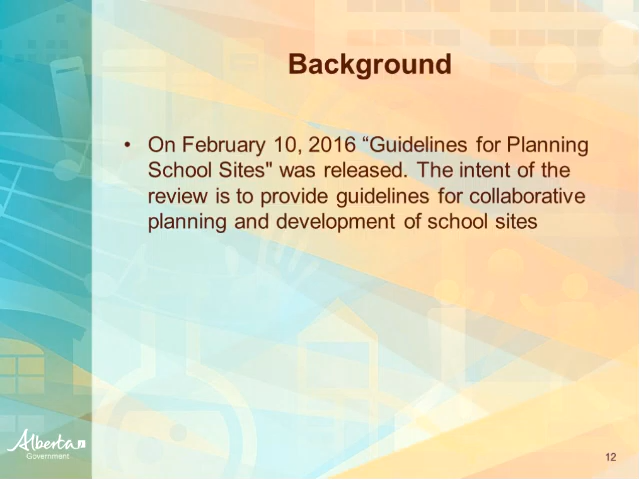 Background
• On February 10, 2016 “Guidelines for Planning
School Sites" was released. The intent of the
review is to provide guidelines for collaborative
planning and development of school sites
Alberta
Government
12